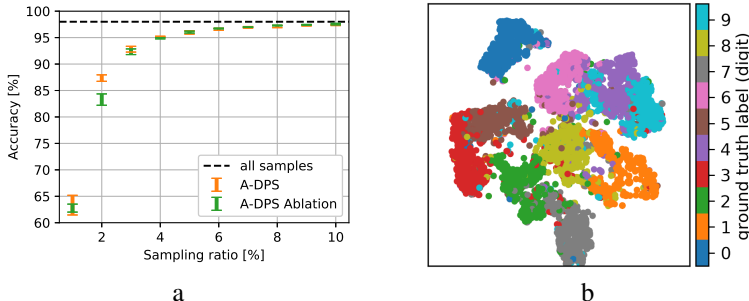 100
95
90
85
80
75
70
65
60
Accuracy [%]
all samples
A-DPS
A-DPS Ablation
2 4 6 8 10
Sampling ratio [%]
a
9
8
7
6
5
4
3
2
1
0
ground truth label (digit)
b